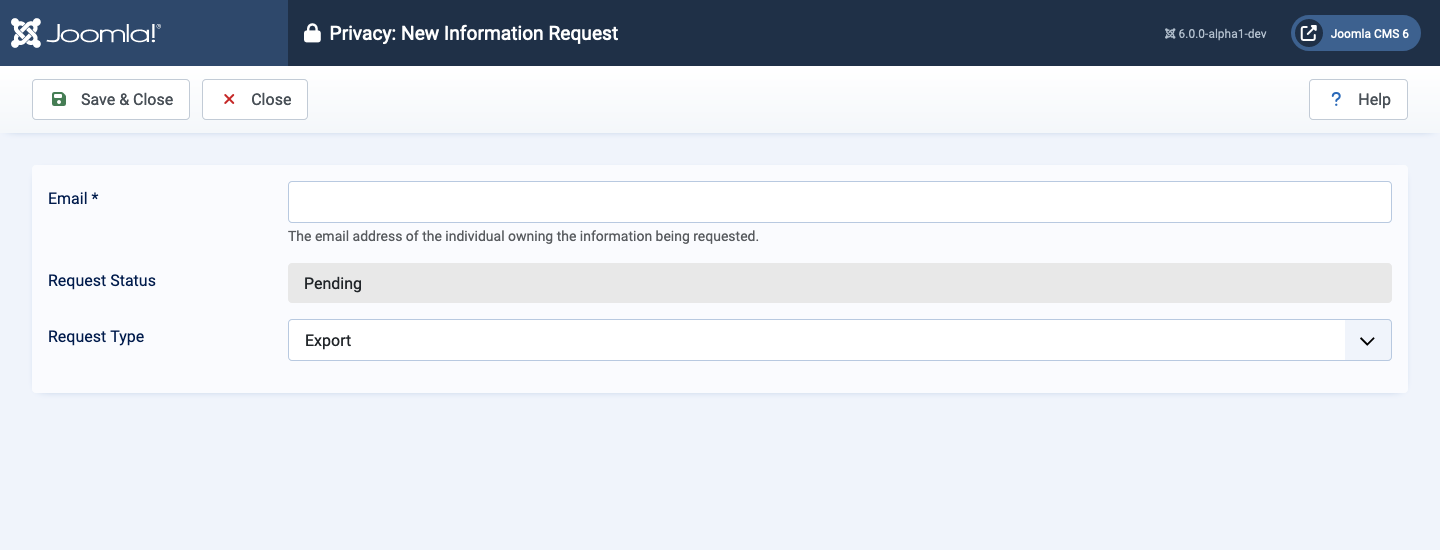 Joomla!®
Privacy: New Information Request
6.0.0-alpha1-dev
Joomla CMS 6
Save & Close
Close
? Help
Email *
The email address of the individual owning the information being requested.
Request Status
Pending
Request Type
Export